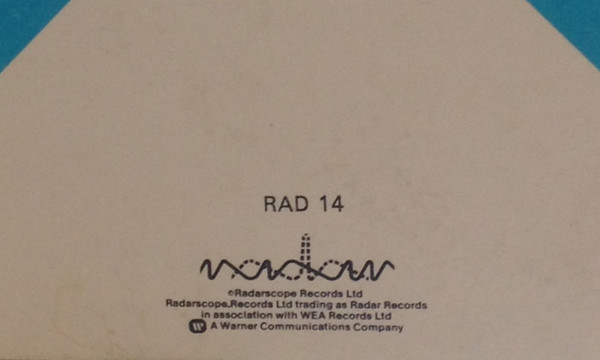 RAD 14
radar
©Radarscope Records Ltd
Radarscope Records Ltd trading as Radar Records
in association with WEA Records Ltd
W A Warner Communications Company